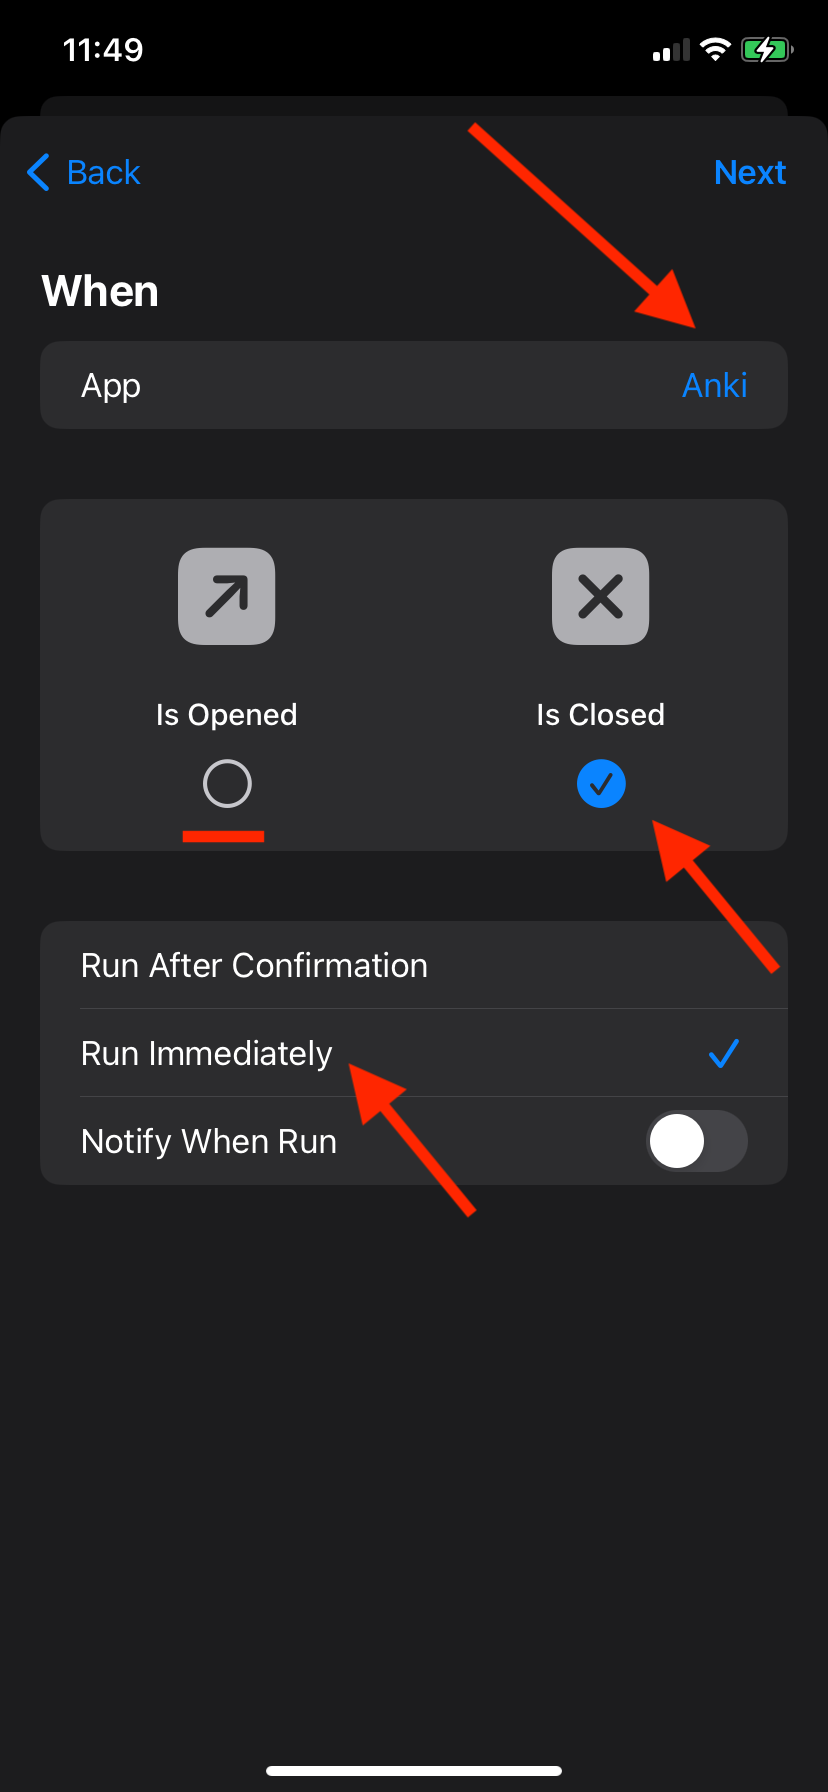 11:49
Back
Next
When
App
Anki
Is Opened
Is Closed
Run After Confirmation
Run Immediately
Notify When Run